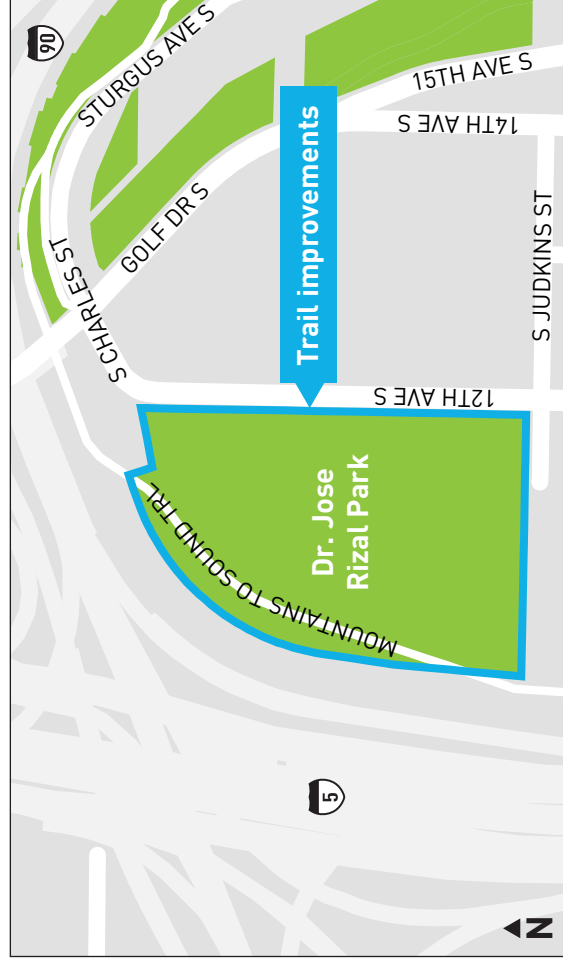 90
STURGUS AVE S
15TH AVE S
14TH AVE S
GOLF DR S
S CHARLES ST
Trail improvements
S JUDKINS ST
12TH AVE S
Dr. Jose
Rizal Park
MOUNTAINS TO SOUND TRL
5
N